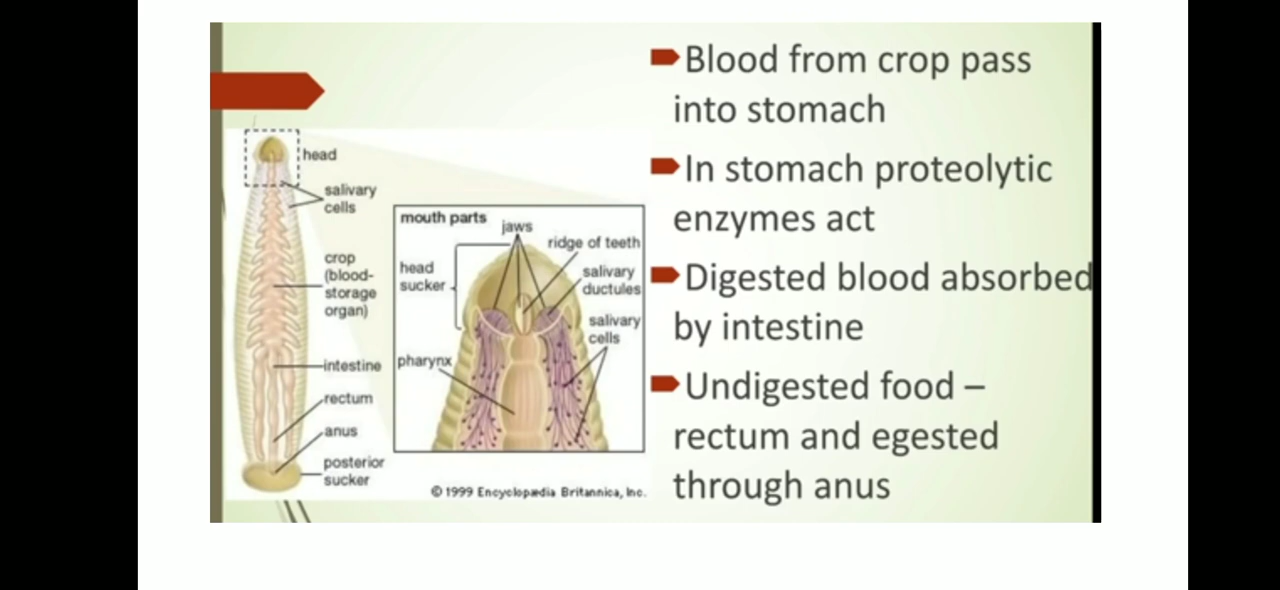 Blood from crop pass
into stomach
In stomach proteolytic
enzymes act
Digested blood absorbed
by intestine
Undigested food –
rectum and egested
through anus
head
salivary
cells
crop
(blood-
storage
organ)
intestine
rectum
anus
posterior
sucker
mouth parts
jaws
ridge of teeth
head
sucker
salivary
ductules
salivary
cells
pharynx
© 1999 Encyclopædia Britannica, Inc.